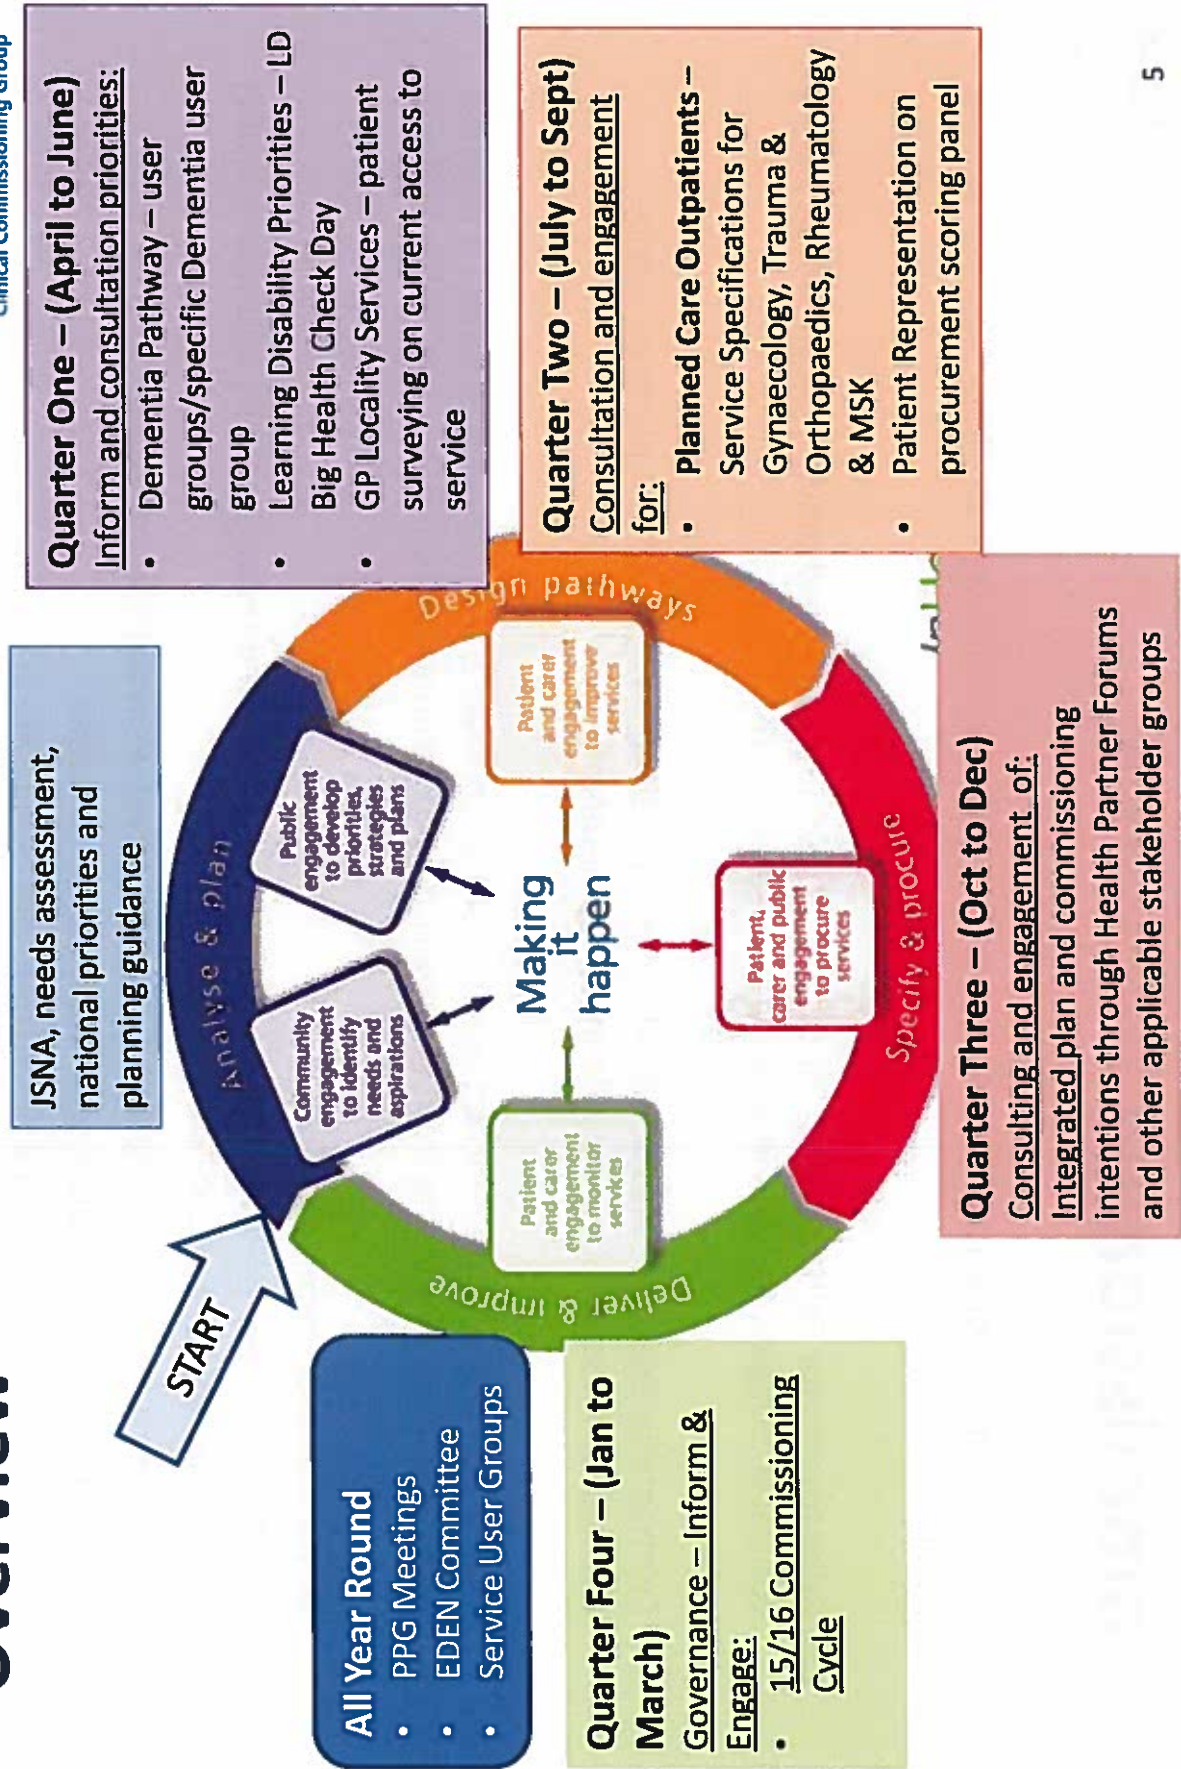 Clinical Commissioning Group
Overview
START
JSNA, needs assessment,
national priorities and
planning guidance
Quarter One – (April to June)
Inform and consultation priorities:
• Dementia Pathway – user
groups/specific Dementia user
group
• Learning Disability Priorities – LD
Big Health Check Day
• GP Locality Services – patient
surveying on current access to
service
All Year Round
• PPG Meetings
• EDEN Committee
• Service User Groups
Analyse & plan
Community
engagement
to identify
needs and
aspirations
Public
engagement
to develop
priorities,
strategies
and plans
Design pathways
Patient
and carer
engagement
to improve
services
Making
it
happen
Patient
and carer
engagement
to monitor
services
Deliver & improve
Patient,
carer and public
engagement
to procure
services
Specify & procure
Quarter Two – (July to Sept)
Consultation and engagement
for:
• Planned Care Outpatients –
Service Specifications for
Gynaecology, Trauma &
Orthopaedics, Rheumatology
& MSK
• Patient Representation on
procurement scoring panel
Quarter Four – (Jan to
March)
Governance – Inform &
Engage:
• 15/16 Commissioning
Cycle
Quarter Three – (Oct to Dec)
Consulting and engagement of:
Integrated plan and commissioning
intentions through Health Partner Forums
and other applicable stakeholder groups
5